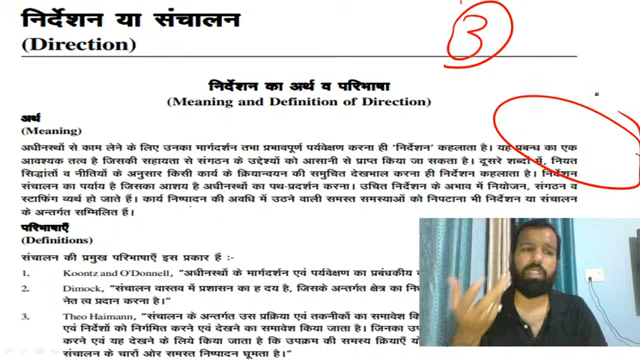 निर्देशन या संचालन
(Direction)
3
निर्देशन का अर्थ व परिभाषा
(Meaning and Definition of Direction)
अर्थ
(Meaning)
अधीनस्थों से काम लेने के लिए उनका मार्गदर्शन तभा प्रभावपूर्ण पर्यवेक्षण करना ही 'निर्देशन' कहलाता है। यह प्रबन्ध का एक
आवश्यक तत्व है जिसकी सहायता से संगठन के उद्देश्यों को आसानी से प्राप्त किया जा सकता है। दूसरे शब्दों में, नियत
सिद्वांतों व नीतियों के अनुसार किसी कार्य के क्रियान्वयन की समुचित देखभाल करना ही निर्देशन कहलाता है। निर्देशन
संचालन का पर्याय है जिसका आशय है अधीनस्थों का पथ-प्रदर्शन करना। उचित निर्देशन के अभाव में नियोजन, संगठन व
स्टाफिंग व्यर्थ हो जाते हैं। कार्य निष्पादन की अवधि में उठने वाली समस्त समस्याओं को निपटाना भी निर्देशन या संचालन
के अन्तर्गत सम्मिलित हैं।
परिभाषाएँ
(Definitions)
संचालन की प्रमुख परिभाषाएँ इस प्रकार हैं :-
1. Koontz and O'Donnell, "अधीनस्थों के मार्गदर्शन एवं पर्यवेक्षण का प्रबंधकीय
2. Dimock, "संचालन वास्तव में प्रशासन का ह दय है, जिसके अन्तर्गत क्षेत्र का
नेत त्व प्रदान करना है।"
3. Theo Haimann, "संचालन के अन्तर्गत उस प्रक्रिया एवं तकनीकों का समावेश
एवं निर्देशों को निर्गमित करने एवं देखने का समावेश किया जाता है। जिनका
करने एवं यह देखने के लिये किया जाता है कि उपक्रम की समस्य क्रियाएँ
संचालन के चारों ओर समस्त निष्पादन घूमता है।"